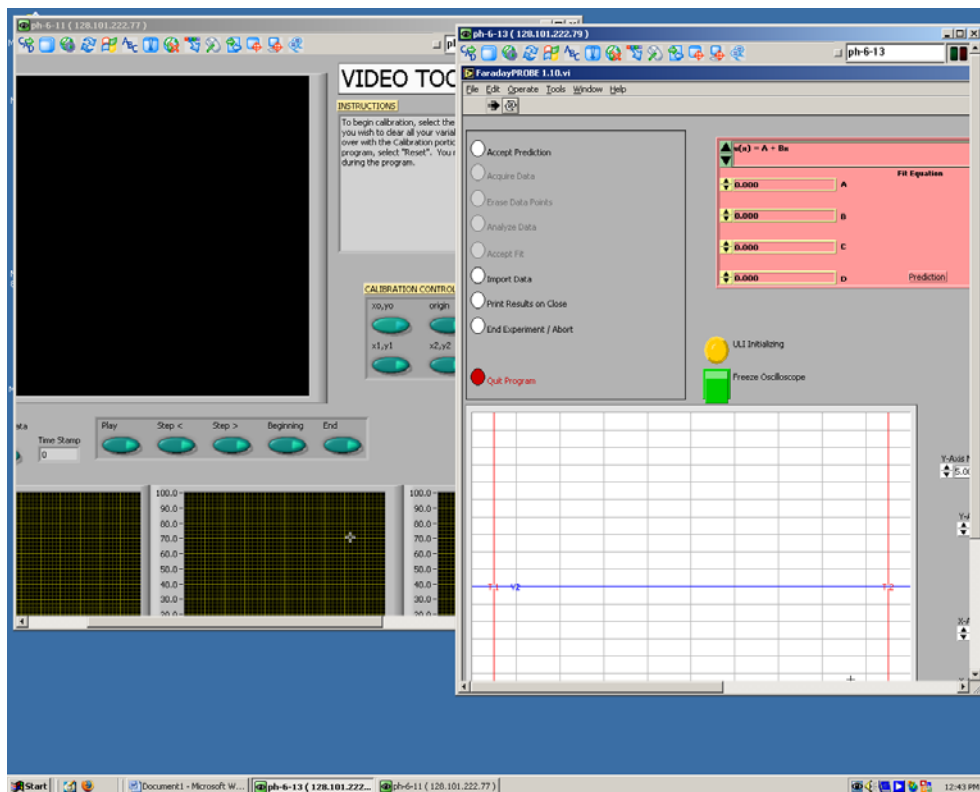 ph-6-11 ( 128.101.222.77)
VIDEO TOO
INSTRUCTIONS
To begin calibration, select the
you wish to clear all your variab
over with the Calibration portio
program, select "Reset". You
during the program.
CALIBRATION CONTROL
xo,yo origin
x1,y1 x2,y2
ata
Time Stamp
0
Play Step < Step > Beginning End
100.0
90.0
80.0
70.0
60.0
50.0
40.0
30.0
20.0
100.0
90.0
80.0
70.0
60.0
50.0
40.0
30.0
20.0
ph-6-13 ( 128.101.222.79)
ph-6-13
FaradayPROBE 1.10.vi
File Edit Operate Tools Window Help
Accept Prediction
Acquire Data
Erase Data Points
Analyze Data
Accept Fit
Import Data
Print Results on Close
End Experiment / Abort
Quit Program
u(n) = A + Bn
Fit Equation
0.000 A
0.000 B
0.000 C
0.000 D
Prediction
ULI Initializing
Freeze Oscilloscope
Y-Axis
5.00
Y-A
X-A
V2
Start
Document1 - Microsoft W...
ph-6-13 ( 128.101.222...
ph-6-11 ( 128.101.222.77)
12:43 PM